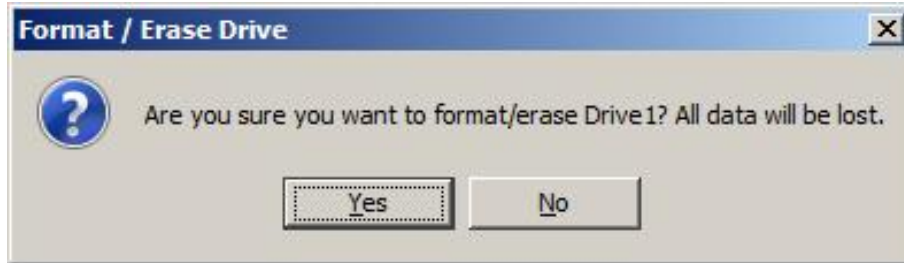 Format / Erase Drive
Are you sure you want to format/erase Drive1? All data will be lost.
Yes
No